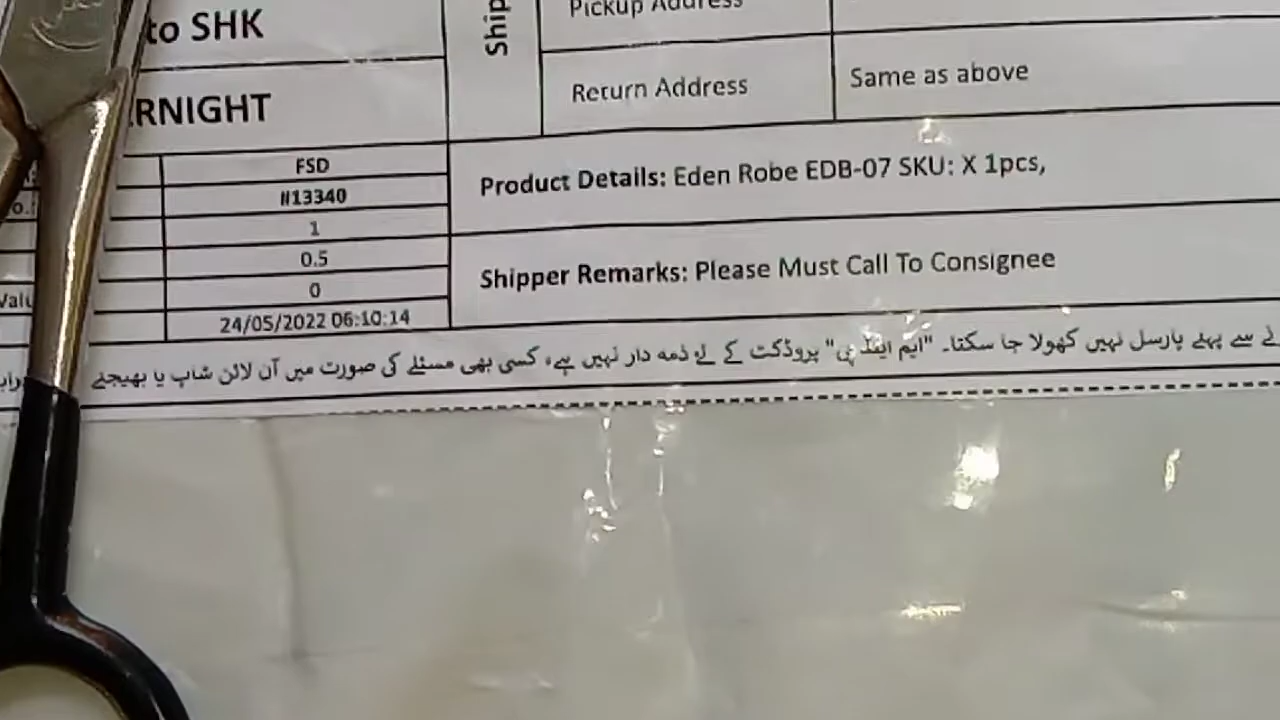 to SHK
RNIGHT
Ship
Pickup Address
Return Address
Same as above
FSD
#13340
1
0.5
0
24/05/2022 06:10:14
Product Details: Eden Robe EDB-07 SKU: X 1pcs,
Shipper Remarks: Please Must Call To Consignee
سے پہلے پارسل نہیں کھولا جا سکتا۔ "ایم اینڈ پی" پروڈکٹ کے لۓ ذمہ دار نہیں ہے، کسی بھی مسئلے کی صورت میں آن لائن شاپ یا بھیجنے